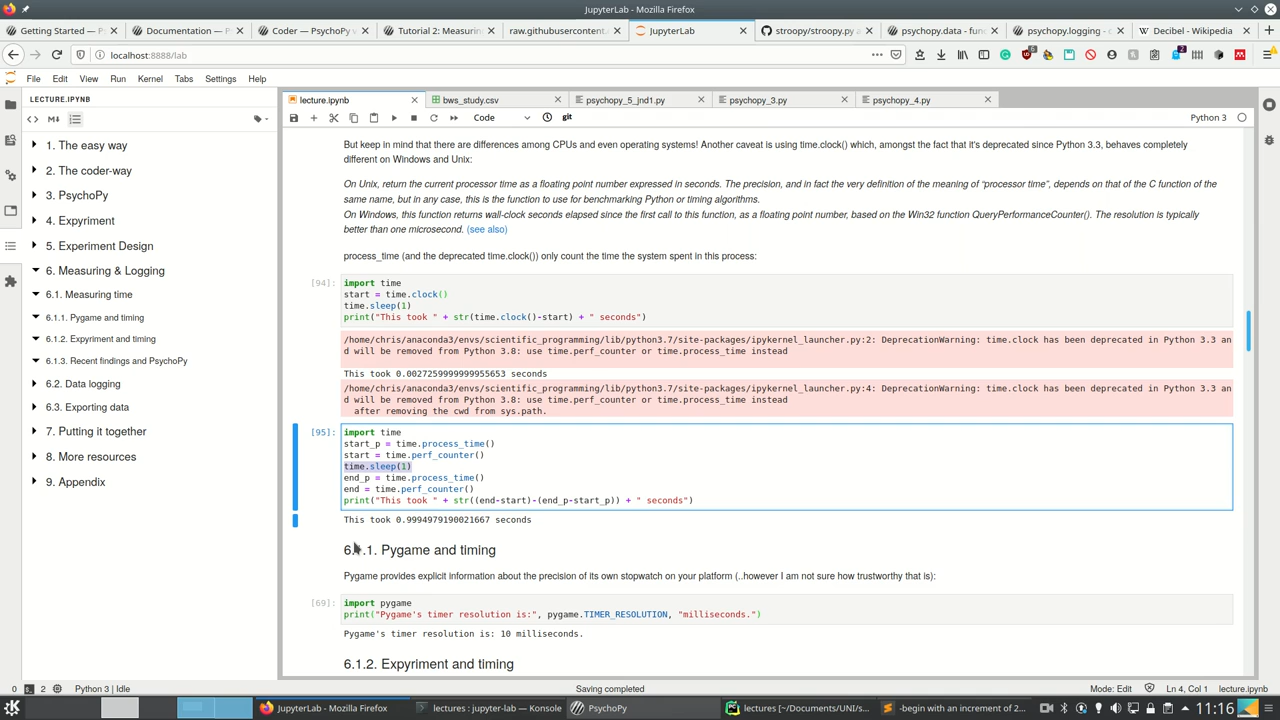 JupyterLab - Mozilla Firefox
Getting Started — P
Documentation — Ps
Coder — PsychoPy v
Tutorial 2: Measurin
raw.githubusercontent.
JupyterLab
stroopy/stroopy.py a
psychopy.data - fun
psychopy.logging - c
Decibel - Wikipedia
localhost:8888/lab
File Edit View Run Kernel Tabs Settings Help
LECTURE.IPYNB
1. The easy way
2. The coder-way
3. PsychoPy
4. Expyriment
5. Experiment Design
6. Measuring & Logging
6.1. Measuring time
6.1.1. Pygame and timing
6.1.2. Expyriment and timing
6.1.3. Recent findings and PsychoPy
6.2. Data logging
6.3. Exporting data
7. Putting it together
8. More resources
9. Appendix
lecture.ipynb
bws_study.csv
psychopy_5_jnd1.py
psychopy_3.py
psychopy_4.py
Code
git
Python 3
But keep in mind that there are differences among CPUs and even operating systems! Another caveat is using time.clock() which, amongst the fact that it's deprecated since Python 3.3, behaves completely
different on Windows and Unix:
On Unix, return the current processor time as a floating point number expressed in seconds. The precision, and in fact the very definition of the meaning of “processor time”, depends on that of the C function of the
same name, but in any case, this is the function to use for benchmarking Python or timing algorithms.
On Windows, this function returns wall-clock seconds elapsed since the first call to this function, as a floating point number, based on the Win32 function QueryPerformanceCounter(). The resolution is typically
better than one microsecond. (see also)
process_time (and the deprecated time.clock()) only count the time the system spent in this process:
[94]: import time
start = time.clock()
time.sleep(1)
print("This took " + str(time.clock()-start) + " seconds")
/home/chris/anaconda3/envs/scientific_programming/lib/python3.7/site-packages/ipykernel_launcher.py:2: DeprecationWarning: time.clock has been deprecated in Python 3.3 an
d will be removed from Python 3.8: use time.perf_counter or time.process_time instead
This took 0.0027259999999955653 seconds
/home/chris/anaconda3/envs/scientific_programming/lib/python3.7/site-packages/ipykernel_launcher.py:4: DeprecationWarning: time.clock has been deprecated in Python 3.3 an
d will be removed from Python 3.8: use time.perf_counter or time.process_time instead
after removing the cwd from sys.path.
[95]: import time
start_p = time.process_time()
start = time.perf_counter()
time.sleep(1)
end_p = time.process_time()
end = time.perf_counter()
print("This took " + str((end-start)-(end_p-start_p)) + " seconds")
This took 0.9994979190021667 seconds
6.1.1. Pygame and timing
Pygame provides explicit information about the precision of its own stopwatch on your platform (..however I am not sure how trustworthy that is):
[69]: import pygame
print("Pygame's timer resolution is:", pygame.TIMER_RESOLUTION, "milliseconds.")
Pygame's timer resolution is: 10 milliseconds.
6.1.2. Expyriment and timing
0 2 Python 3 | Idle
Saving completed
Mode: Edit
Ln 4, Col 1
lecture.ipynb
JupyterLab - Mozilla Firefox
lectures : jupyter-lab — Konsole
PsychoPy
lectures [~/Documents/UNI/s...
-begin with an increment of 2...
11:16